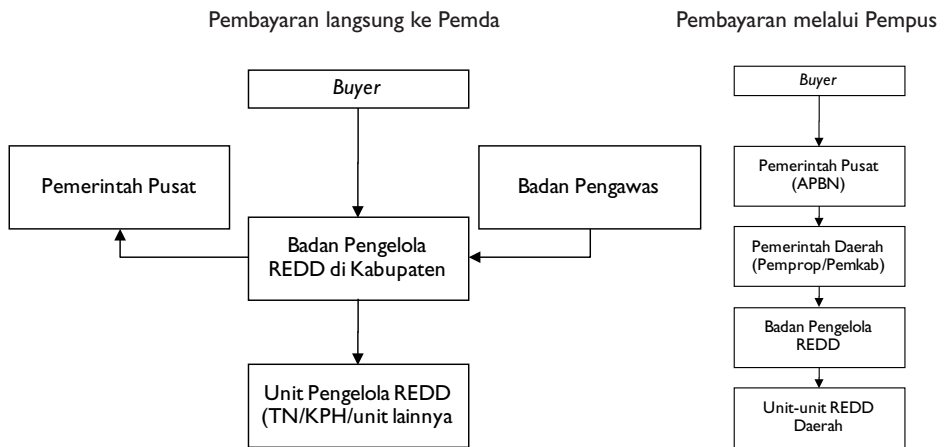 Pembayaran langsung ke Pemda
Buyer
Pemerintah Pusat
Badan Pengawas
Badan Pengelola
REDD di Kabupaten
Unit Pengelola REDD
(TN/KPH/unit lainnya
Pembayaran melalui Pempus
Buyer
Pemerintah Pusat
(APBN)
Pemerintah Daerah
(Pemprop/Pemkab)
Badan Pengelola
REDD
Unit-unit REDD
Daerah